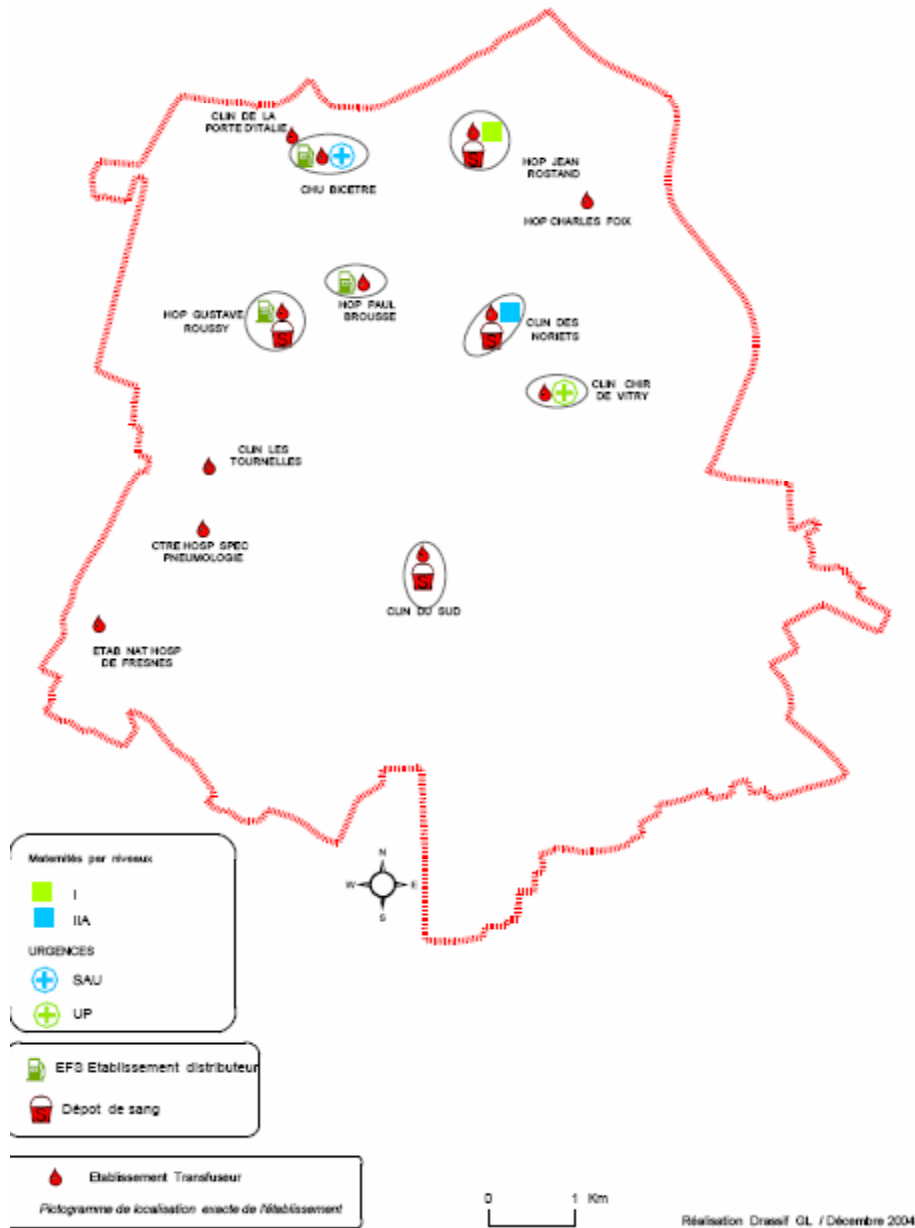 CLIN DE LA
PORTE D'ITALIE
CHU BICETRE
HOP JEAN
ROSTAND
HOP CHARLES FOIX
HOP GUSTAVE
ROUSSY
HOP PAUL
BROUSSE
CLIN DES
NORIETS
CLIN CHIR
DE VITRY
CLIN LES
TOURNELLES
CTRE HOSP SPEC
PNEUMOLOGIE
CLIN DU SUD
ETAB NAT HOSP
DE FRESNES
N
W E
S
Maternités par niveaux
I
IIA
URGENCES
SAU
UP
EFS Etablissement distributeur
Dépot de sang
Etablissement Transfuseur
Pictogramme de localisation exacte de l'établissement
0 1 Km
Réalisation Drassif GL / Décembre 2004